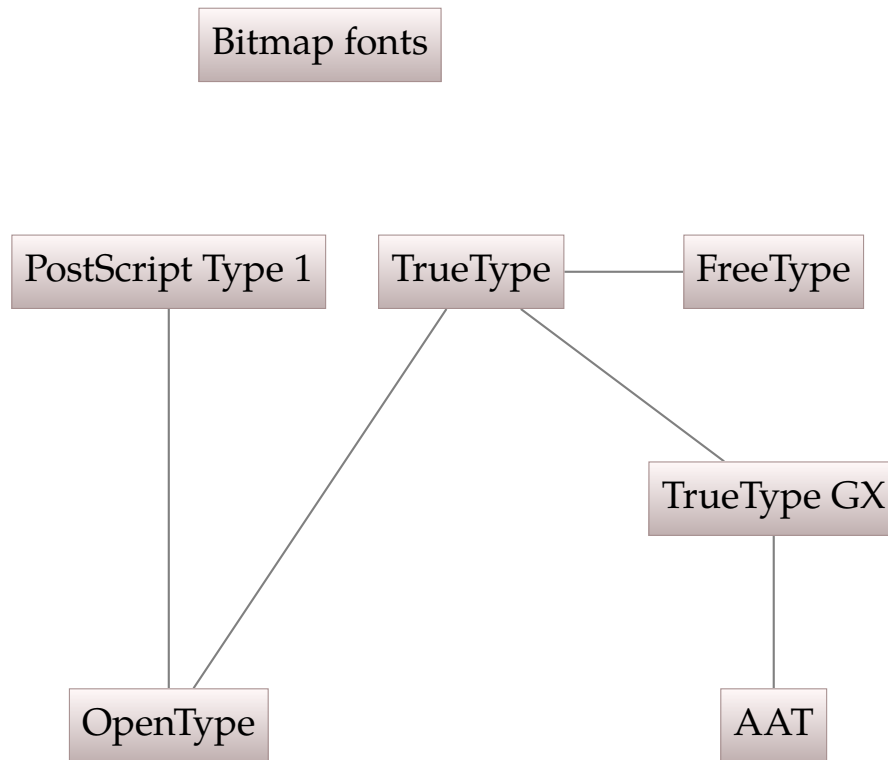 Bitmap fonts
PostScript Type 1
TrueType
FreeType
TrueType GX
OpenType
AAT